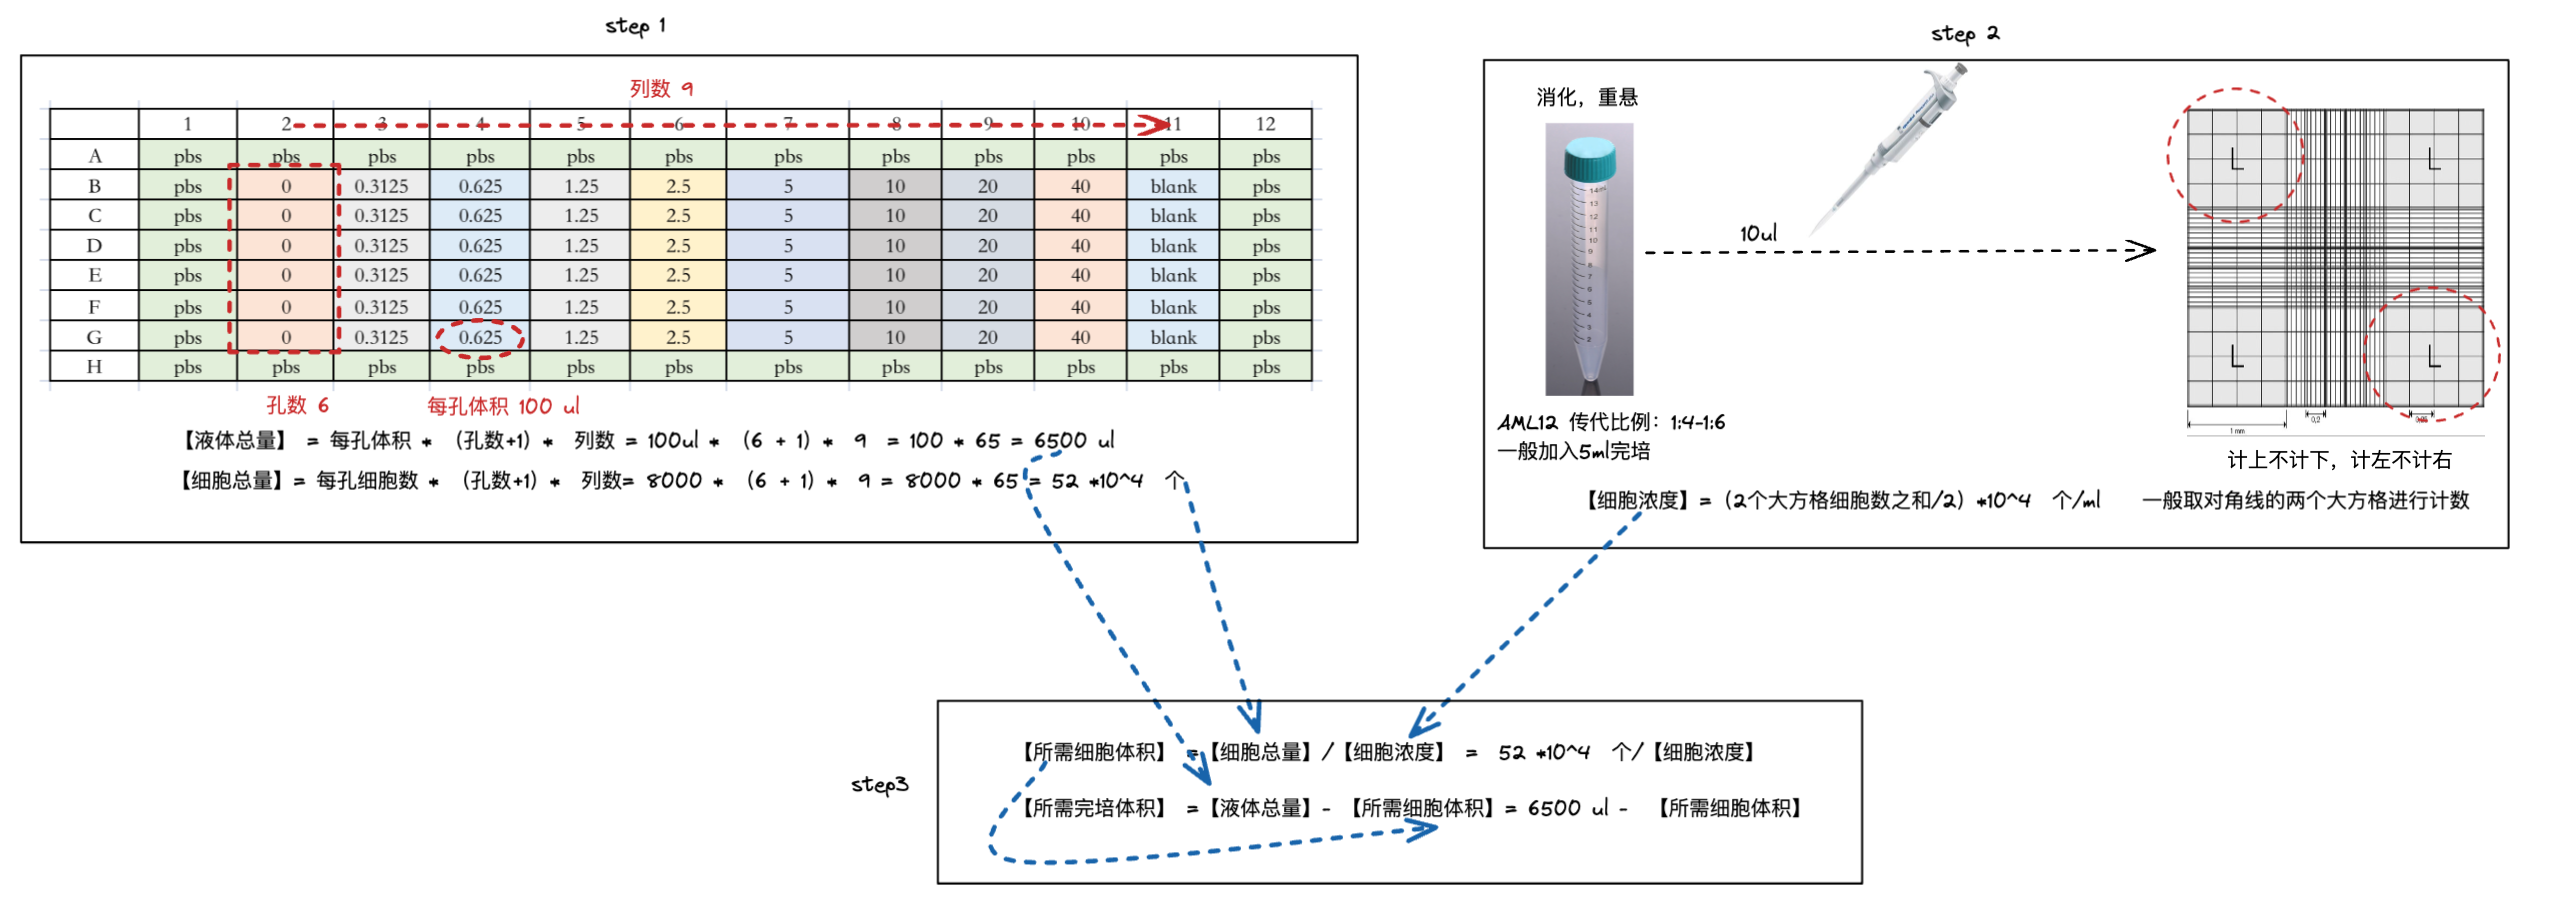 step 1
列数 9
1 2 3 4 5 6 7 8 9 10 11 12
A pbs pbs pbs pbs pbs pbs pbs pbs pbs pbs pbs pbs
B pbs 0 0.3125 0.625 1.25 2.5 5 10 20 40 blank pbs
C pbs 0 0.3125 0.625 1.25 2.5 5 10 20 40 blank pbs
D pbs 0 0.3125 0.625 1.25 2.5 5 10 20 40 blank pbs
E pbs 0 0.3125 0.625 1.25 2.5 5 10 20 40 blank pbs
F pbs 0 0.3125 0.625 1.25 2.5 5 10 20 40 blank pbs
G pbs 0 0.3125 0.625 1.25 2.5 5 10 20 40 blank pbs
H pbs pbs pbs pbs pbs pbs pbs pbs pbs pbs pbs pbs
孔数 6
每孔体积 100 ul
【液体总量】 = 每孔体积 * （孔数+1）* 列数 = 100ul * （6 + 1）* 9 = 100 * 65 = 6500 ul
【细胞总量】= 每孔细胞数 * （孔数+1）* 列数= 8000 * （6 + 1）* 9 = 8000 * 65 = 52 *10^4 个
step 2
消化，重悬
10ul
L L
L L
1 mm
0,2
AML12 传代比例：1:4-1:6
一般加入5ml完培
计上不计下，计左不计右
【细胞浓度】=（2个大方格细胞数之和/2）*10^4 个/ml 一般取对角线的两个大方格进行计数
step3
【所需细胞体积】 =【细胞总量】/【细胞浓度】 = 52 *10^4 个/【细胞浓度】
【所需完培体积】 =【液体总量】- 【所需细胞体积】= 6500 ul - 【所需细胞体积】